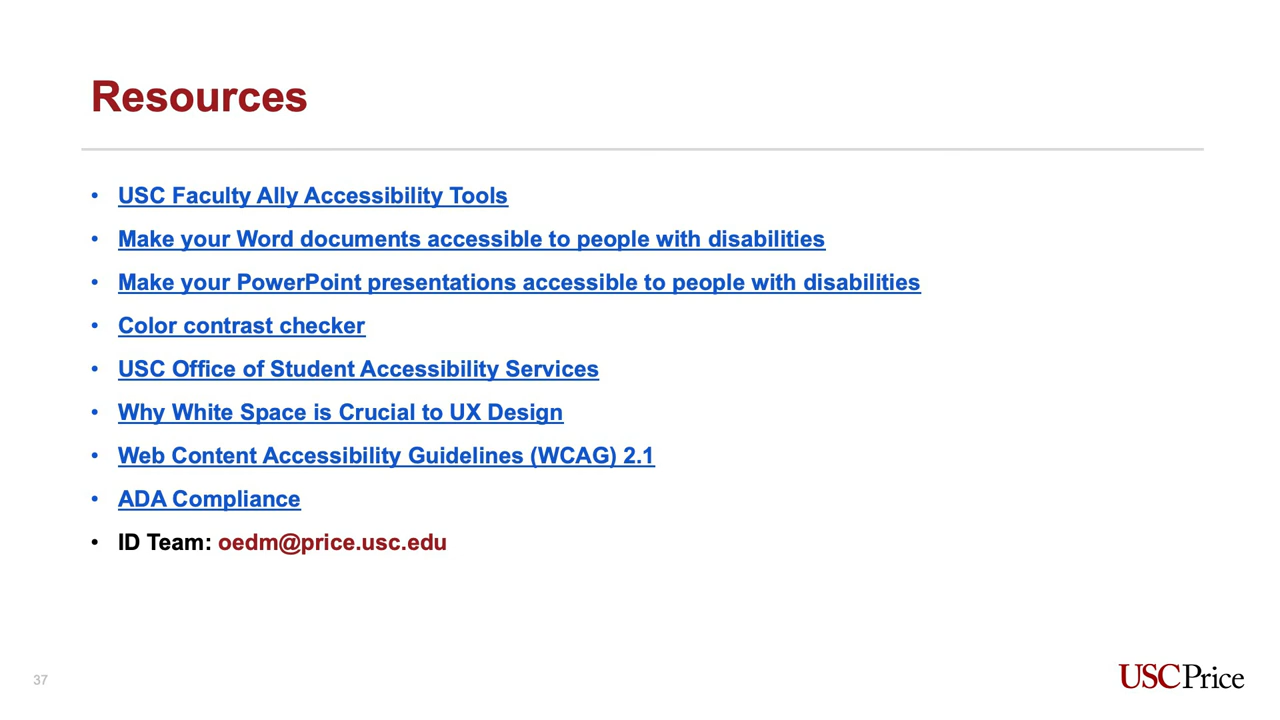 Resources
• USC Faculty Ally Accessibility Tools
• Make your Word documents accessible to people with disabilities
• Make your PowerPoint presentations accessible to people with disabilities
• Color contrast checker
• USC Office of Student Accessibility Services
• Why White Space is Crucial to UX Design
• Web Content Accessibility Guidelines (WCAG) 2.1
• ADA Compliance
• ID Team: oedm@price.usc.edu
37
USC Price